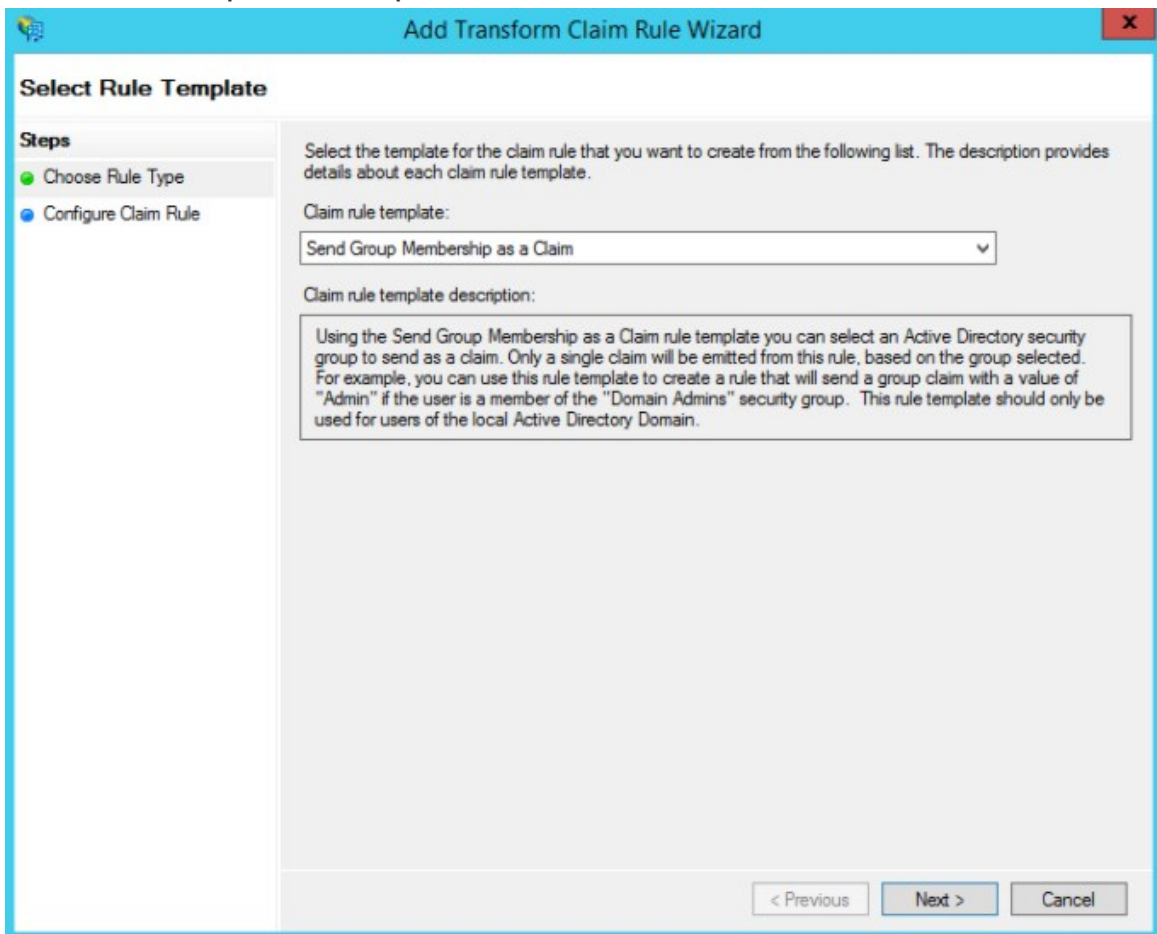 Add Transform Claim Rule Wizard
x
Select Rule Template
Steps
Choose Rule Type
Configure Claim Rule
Select the template for the claim rule that you want to create from the following list. The description provides
details about each claim rule template.
Claim rule template:
Send Group Membership as a Claim
Claim rule template description:
Using the Send Group Membership as a Claim rule template you can select an Active Directory security
group to send as a claim. Only a single claim will be emitted from this rule, based on the group selected.
For example, you can use this rule template to create a rule that will send a group claim with a value of
"Admin" if the user is a member of the "Domain Admins" security group.  This rule template should only be
used for users of the local Active Directory Domain.
< Previous
Next >
Cancel